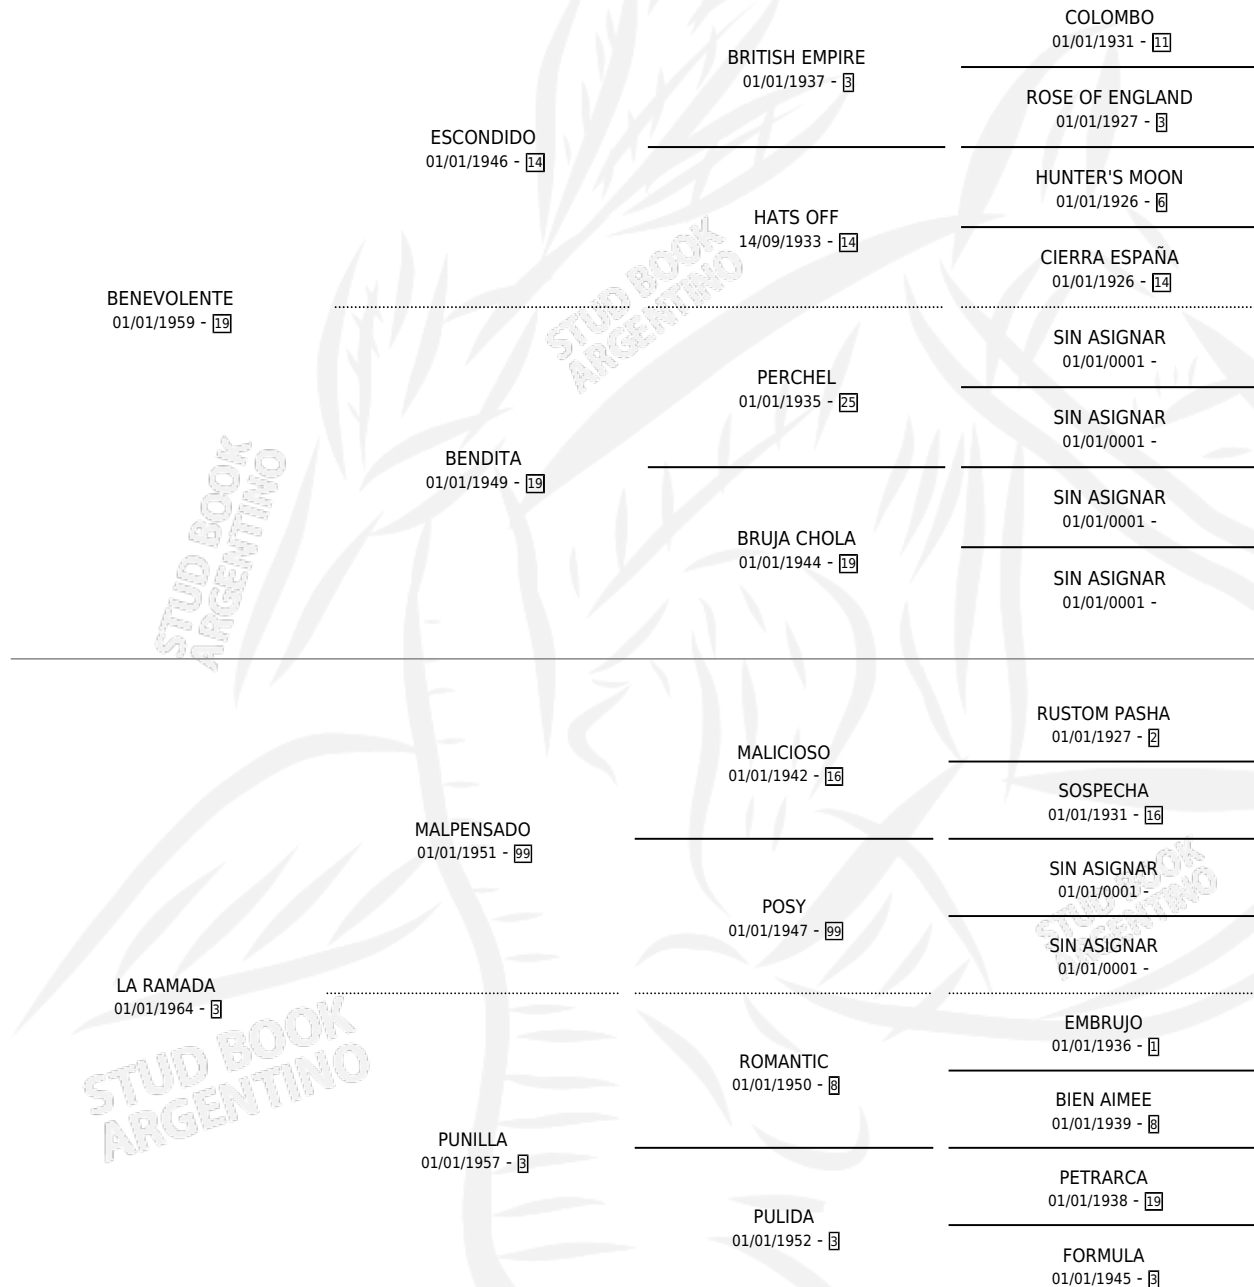 COLOMBO
01/01/1931 - 11
BRITISH EMPIRE
01/01/1937 - 3
ROSE OF ENGLAND
01/01/1927 - 3
ESCONDIDO
01/01/1946 - 14
HUNTER'S MOON
01/01/1926 - 6
HATS OFF
14/09/1933 - 14
CIERRA ESPAÑA
01/01/1926 - 14
BENEVOLENTE
01/01/1959 - 19
SIN ASIGNAR
01/01/0001 -
PERCHEL
01/01/1935 - 25
SIN ASIGNAR
01/01/0001 -
BENDITA
01/01/1949 - 19
SIN ASIGNAR
01/01/0001 -
BRUJA CHOLA
01/01/1944 - 19
SIN ASIGNAR
01/01/0001 -
STUD BOOK
ARGENTINO
STUD BOOK
ARGENTINO
RUSTOM PASHA
01/01/1927 - 2
MALICIOSO
01/01/1942 - 16
SOSPECHA
01/01/1931 - 16
MALPENSADO
01/01/1951 - 99
SIN ASIGNAR
01/01/0001 -
POSY
01/01/1947 - 99
SIN ASIGNAR
01/01/0001 -
LA RAMADA
01/01/1964 - 3
EMBRUJO
01/01/1936 - 1
ROMANTIC
01/01/1950 - 8
BIEN AIMEE
01/01/1939 - 8
PUNILLA
01/01/1957 - 3
PETRARCA
01/01/1938 - 19
PULIDA
01/01/1952 - 3
FORMULA
01/01/1945 - 3
STUD BOOK
ARGENTINO
STUD BOOK
ARGENTINO